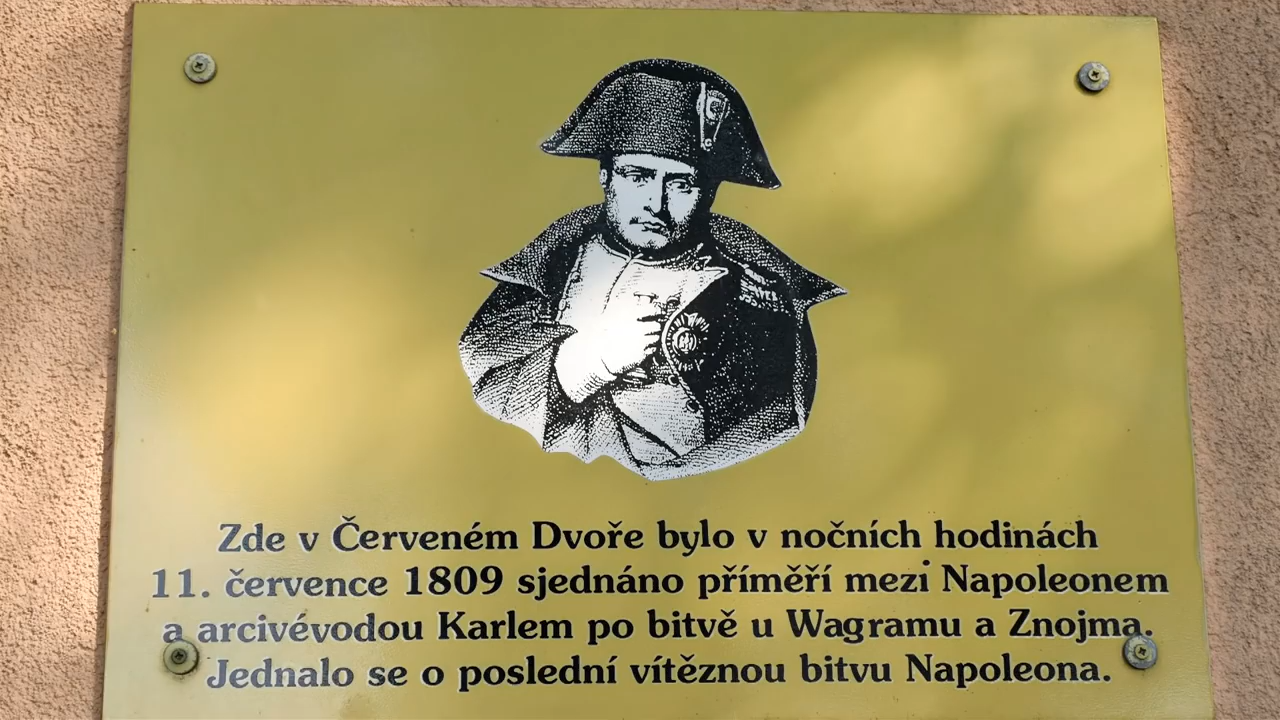 Zde v Červeném Dvoře bylo v nočních hodinách
11. července 1809 sjednáno příměří mezi Napoleonem
a arcivévodou Karlem po bitvě u Wagramu a Znojma.
Jednalo se o poslední vítěznou bitvu Napoleona.